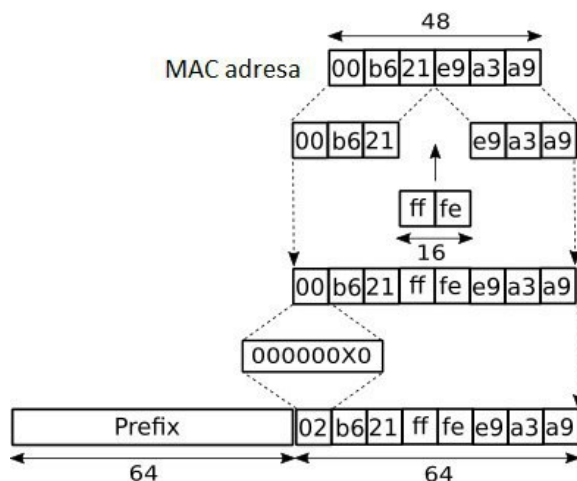 48
MAC adresa 00 b6 21 e9 a3 a9
00 b6 21 e9 a3 a9
ff fe
16
00 b6 21 ff fe e9 a3 a9
000000X0
Prefix 02 b6 21 ff fe e9 a3 a9
64 64